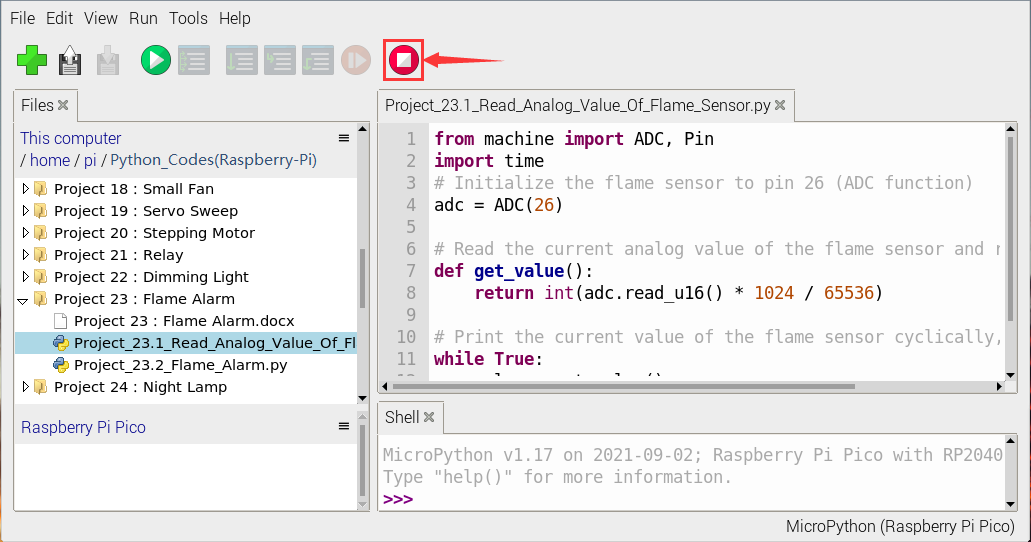 File Edit View Run Tools Help
Files
Project_23.1_Read_Analog_Value_Of_Flame_Sensor.py
This computer
/ home / pi / Python_Codes(Raspberry-Pi)
Project 18 : Small Fan
Project 19 : Servo Sweep
Project 20 : Stepping Motor
Project 21 : Relay
Project 22 : Dimming Light
Project 23 : Flame Alarm
Project 23 : Flame Alarm.docx
Project_23.1_Read_Analog_Value_Of_Fl
Project_23.2_Flame_Alarm.py
Project 24 : Night Lamp
Raspberry Pi Pico
1 from machine import ADC, Pin
2 import time
3 # Initialize the flame sensor to pin 26 (ADC function)
4 adc = ADC(26)
5
6 # Read the current analog value of the flame sensor and
7 def get_value():
8 return int(adc.read_u16() * 1024 / 65536)
9
10 # Print the current value of the flame sensor cyclically,
11 while True:
Shell
MicroPython v1.17 on 2021-09-02; Raspberry Pi Pico with RP2040
Type "help()" for more information.
>>>
MicroPython (Raspberry Pi Pico)